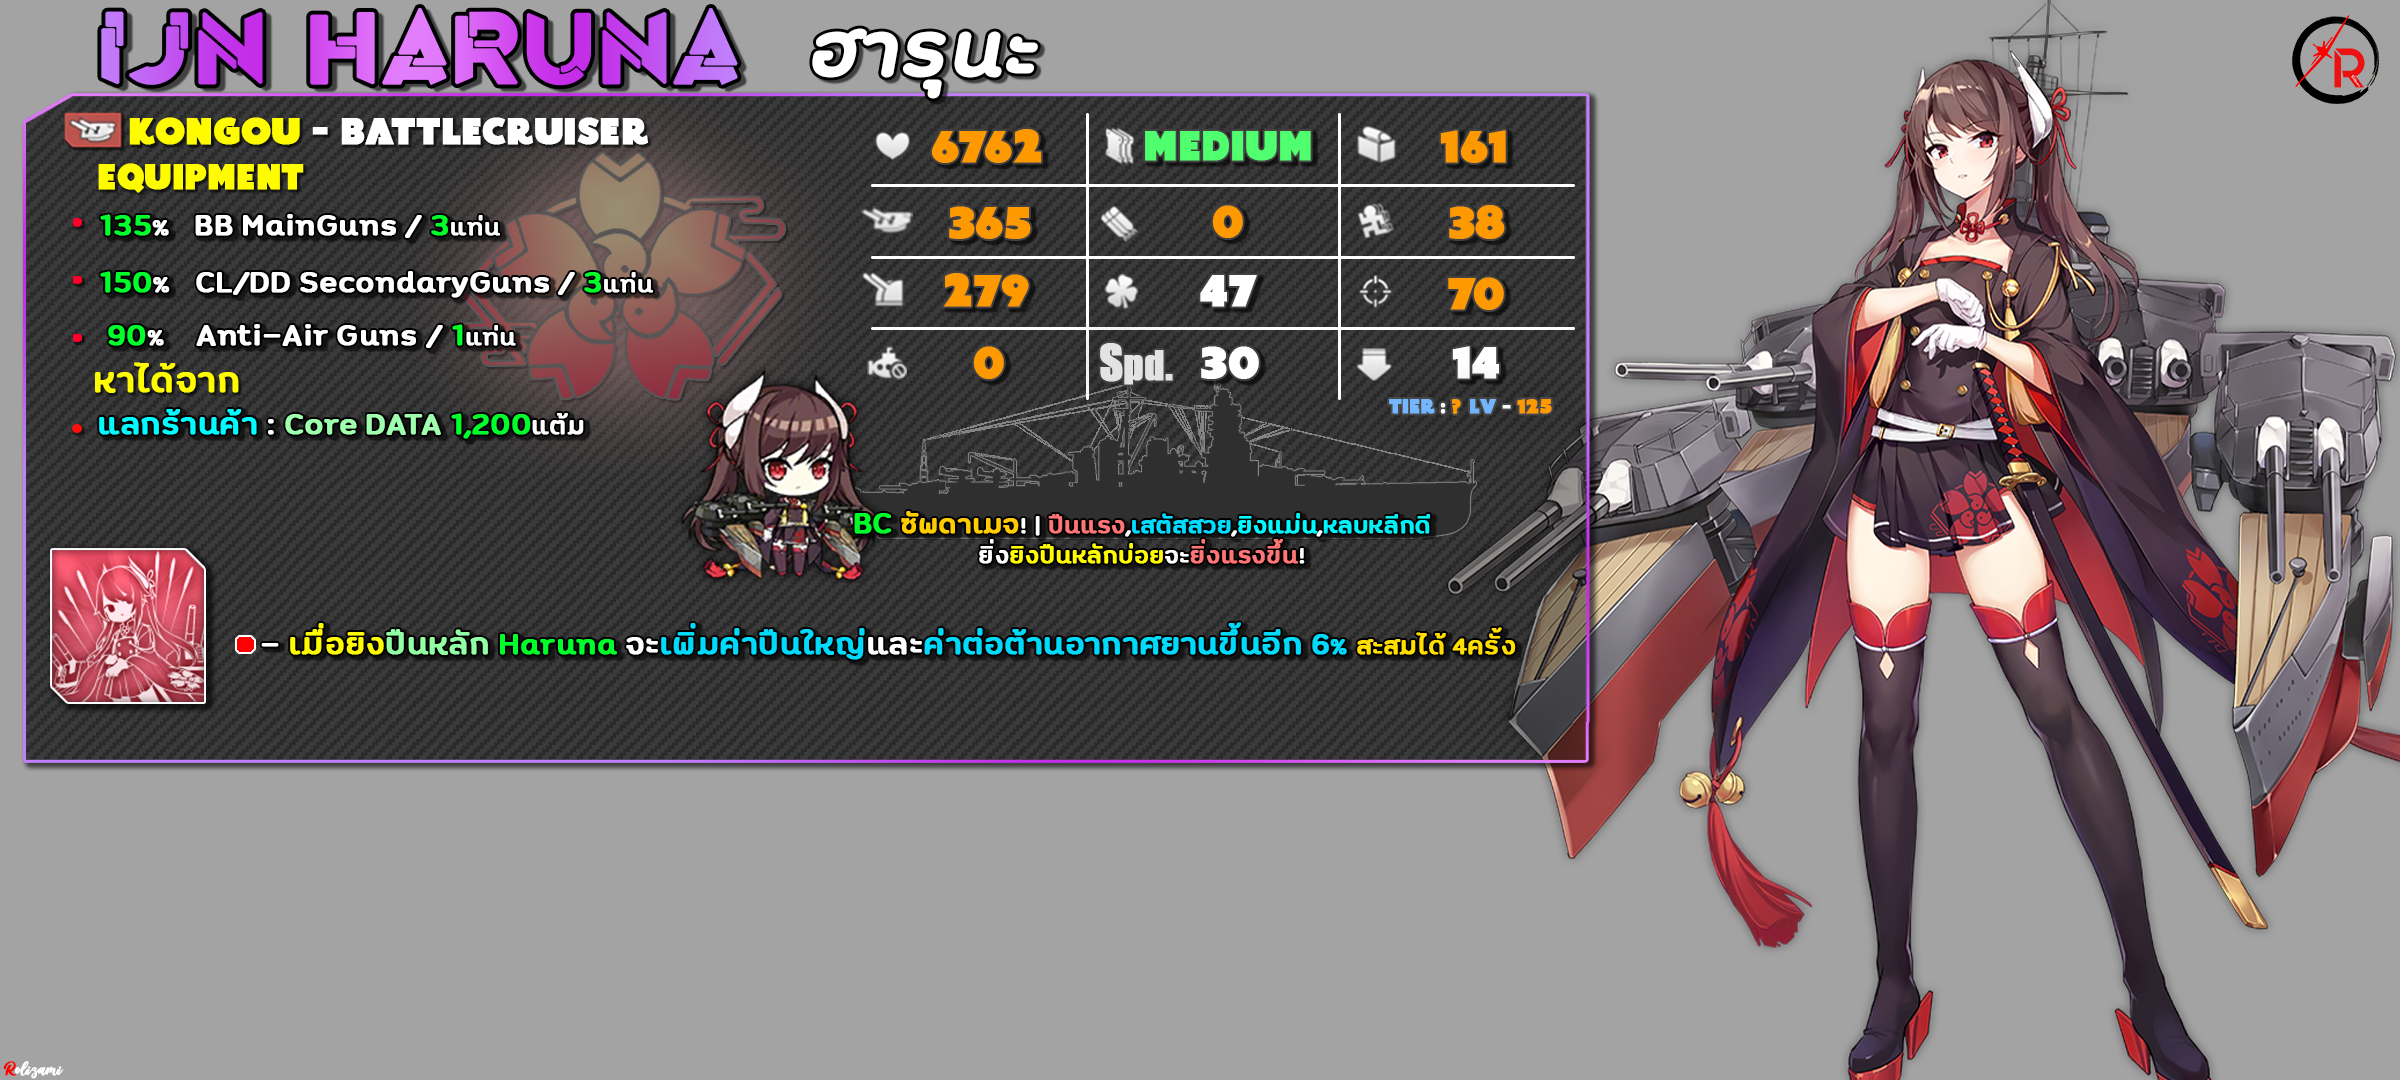 IJN HARUNA ฮารุนะ
KONGOU - BATTLECRUISER
EQUIPMENT
135% BB MainGuns / 3แท่น
150% CL/DD SecondaryGuns / 3แท่น
90% Anti-Air Guns / 1แท่น
หาได้จาก
แลกร้านค้า : Core DATA 1,200แต้ม
6762 MEDIUM 161
365 0 38
279 47 70
0 Spd. 30 14
TIER : ? LV - 125
BC ซัพดาเมจ! | ปืนแรง,เสตัสสวย,ยิงแม่น,หลบหลีกดี
ยิ่งยิงปืนหลักบ่อยจะยิ่งแรงขึ้น!
- เมื่อยิงปืนหลัก Haruna จะเพิ่มค่าปืนใหญ่และค่าต่อต้านอากาศยานขึ้นอีก 6% สะสมได้ 4ครั้ง
R
Rolizami